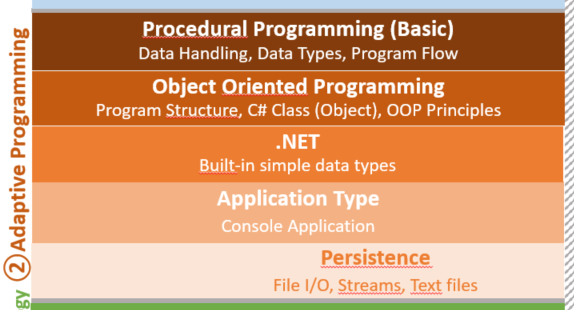 Procedural Programming (Basic)
Data Handling, Data Types, Program Flow
Object Oriented Programming
Program Structure, C# Class (Object), OOP Principles
.NET
Built-in simple data types
Application Type
Console Application
Persistence
File I/O, Streams, Text files
② Adaptive Programming
gy